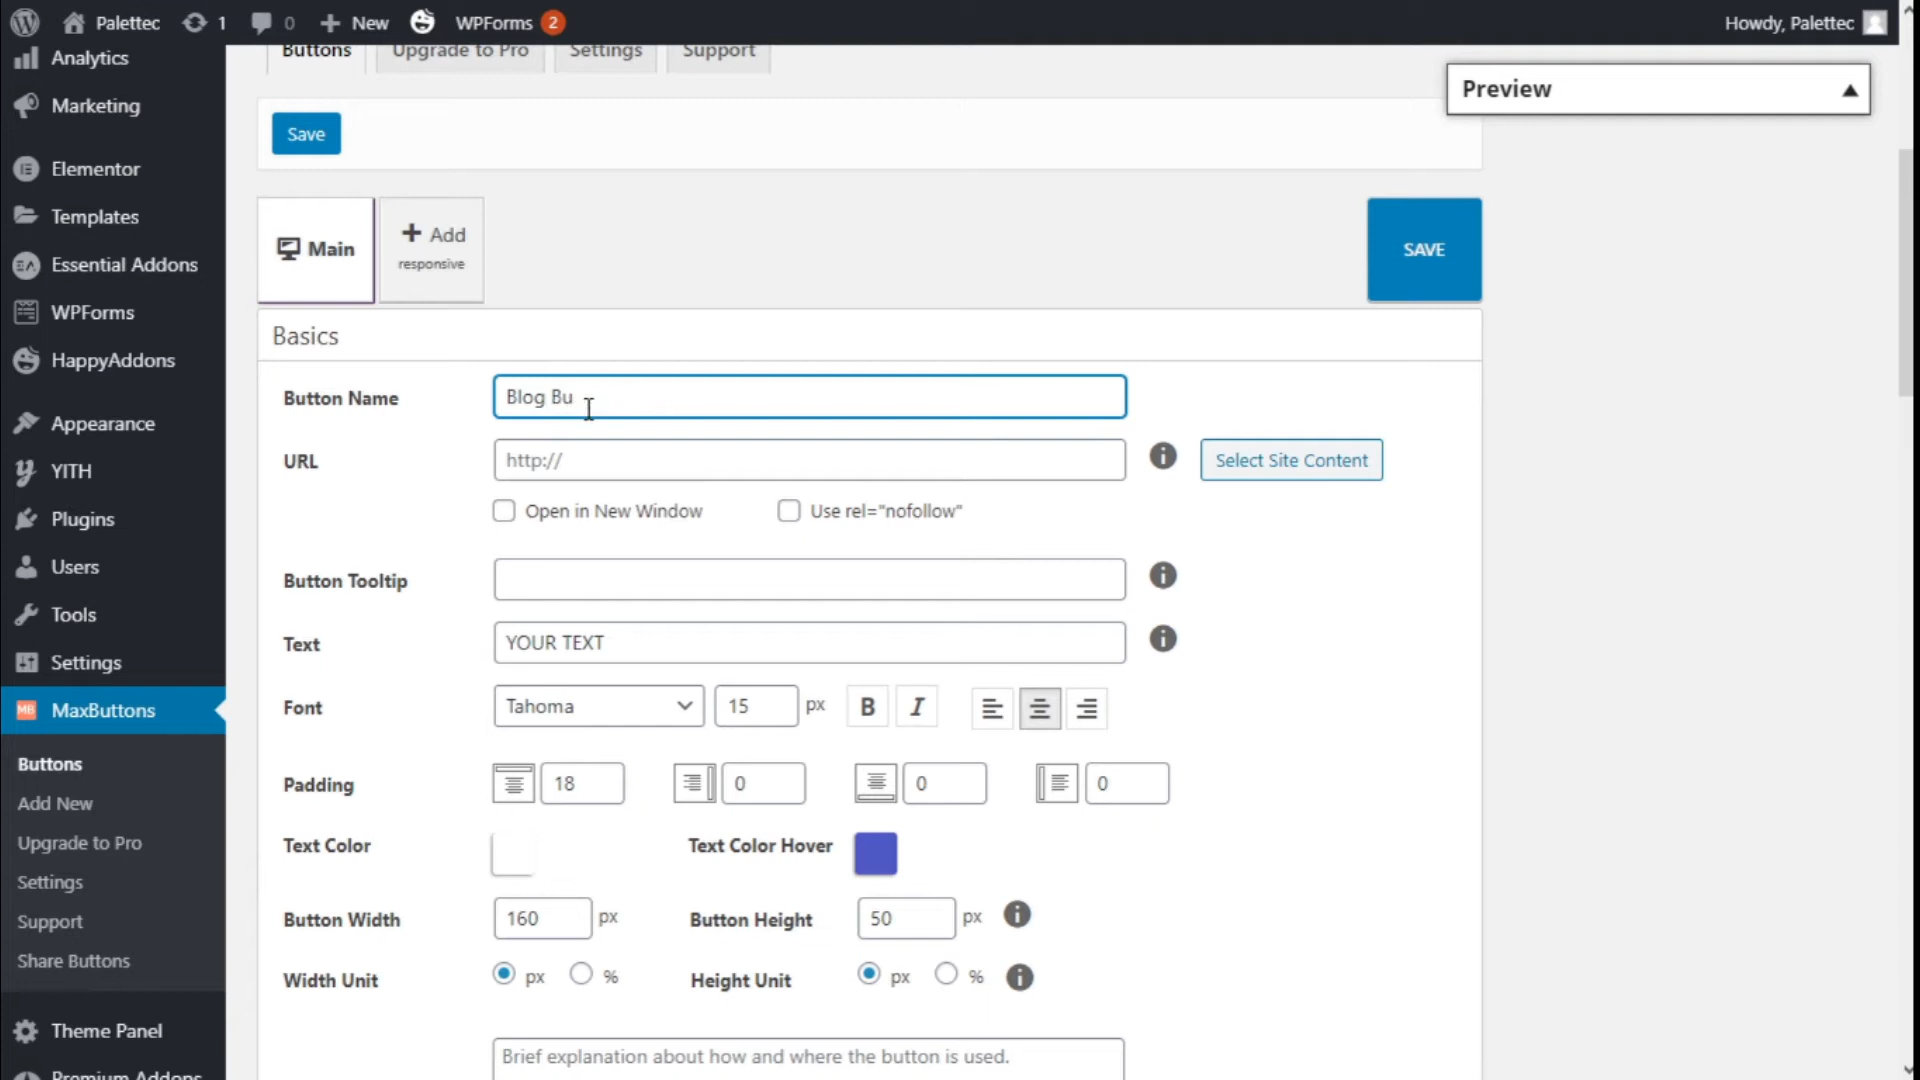 Palettec 1 0 New WPForms 2 Howdy, Palettec
Analytics
Marketing
Elementor
Templates
Essential Addons
WPForms
HappyAddons
Appearance
YITH
Plugins
Users
Tools
Settings
MB MaxButtons
Buttons
Add New
Upgrade to Pro
Settings
Support
Share Buttons
Theme Panel
Premium Addons
Buttons Upgrade to Pro Settings Support
Preview
Save
Main
Add
responsive
SAVE
Basics
Button Name Blog Bu
URL http:// Select Site Content
Open in New Window Use rel="nofollow"
Button Tooltip
Text YOUR TEXT
Font Tahoma 15 px B I
Padding 18 0 0 0
Text Color Text Color Hover
Button Width 160 px Button Height 50 px
Width Unit px % Height Unit px %
Brief explanation about how and where the button is used.